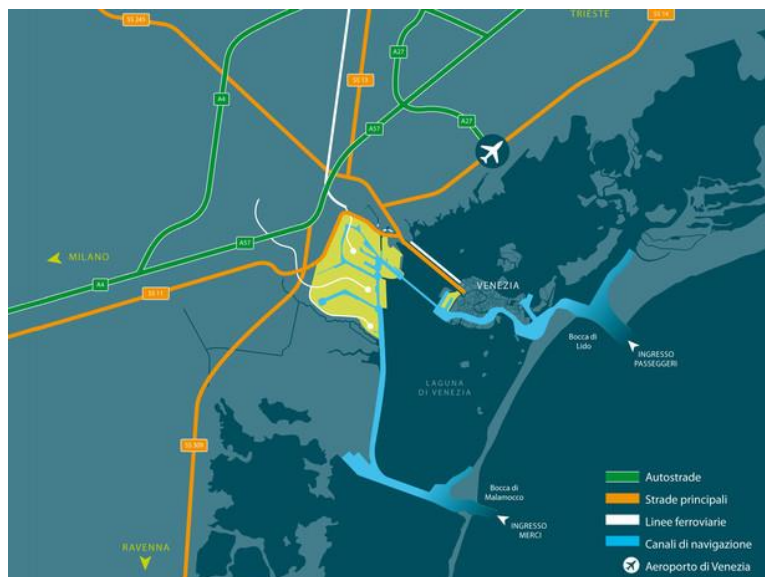 TRIESTE
SS 245
SS 14
A27
SS 13
A4
A57
A27
MILANO
A57
A4
SS 11
VENEZIA
Bocca di
Lido
INGRESSO
PASSEGGERI
LAGUNA
DI VENEZIA
SS 309
Bocca di
Malamocco
INGRESSO
MERCI
RAVENNA
Autostrade
Strade principali
Linee ferroviarie
Canali di navigazione
Aeroporto di Venezia